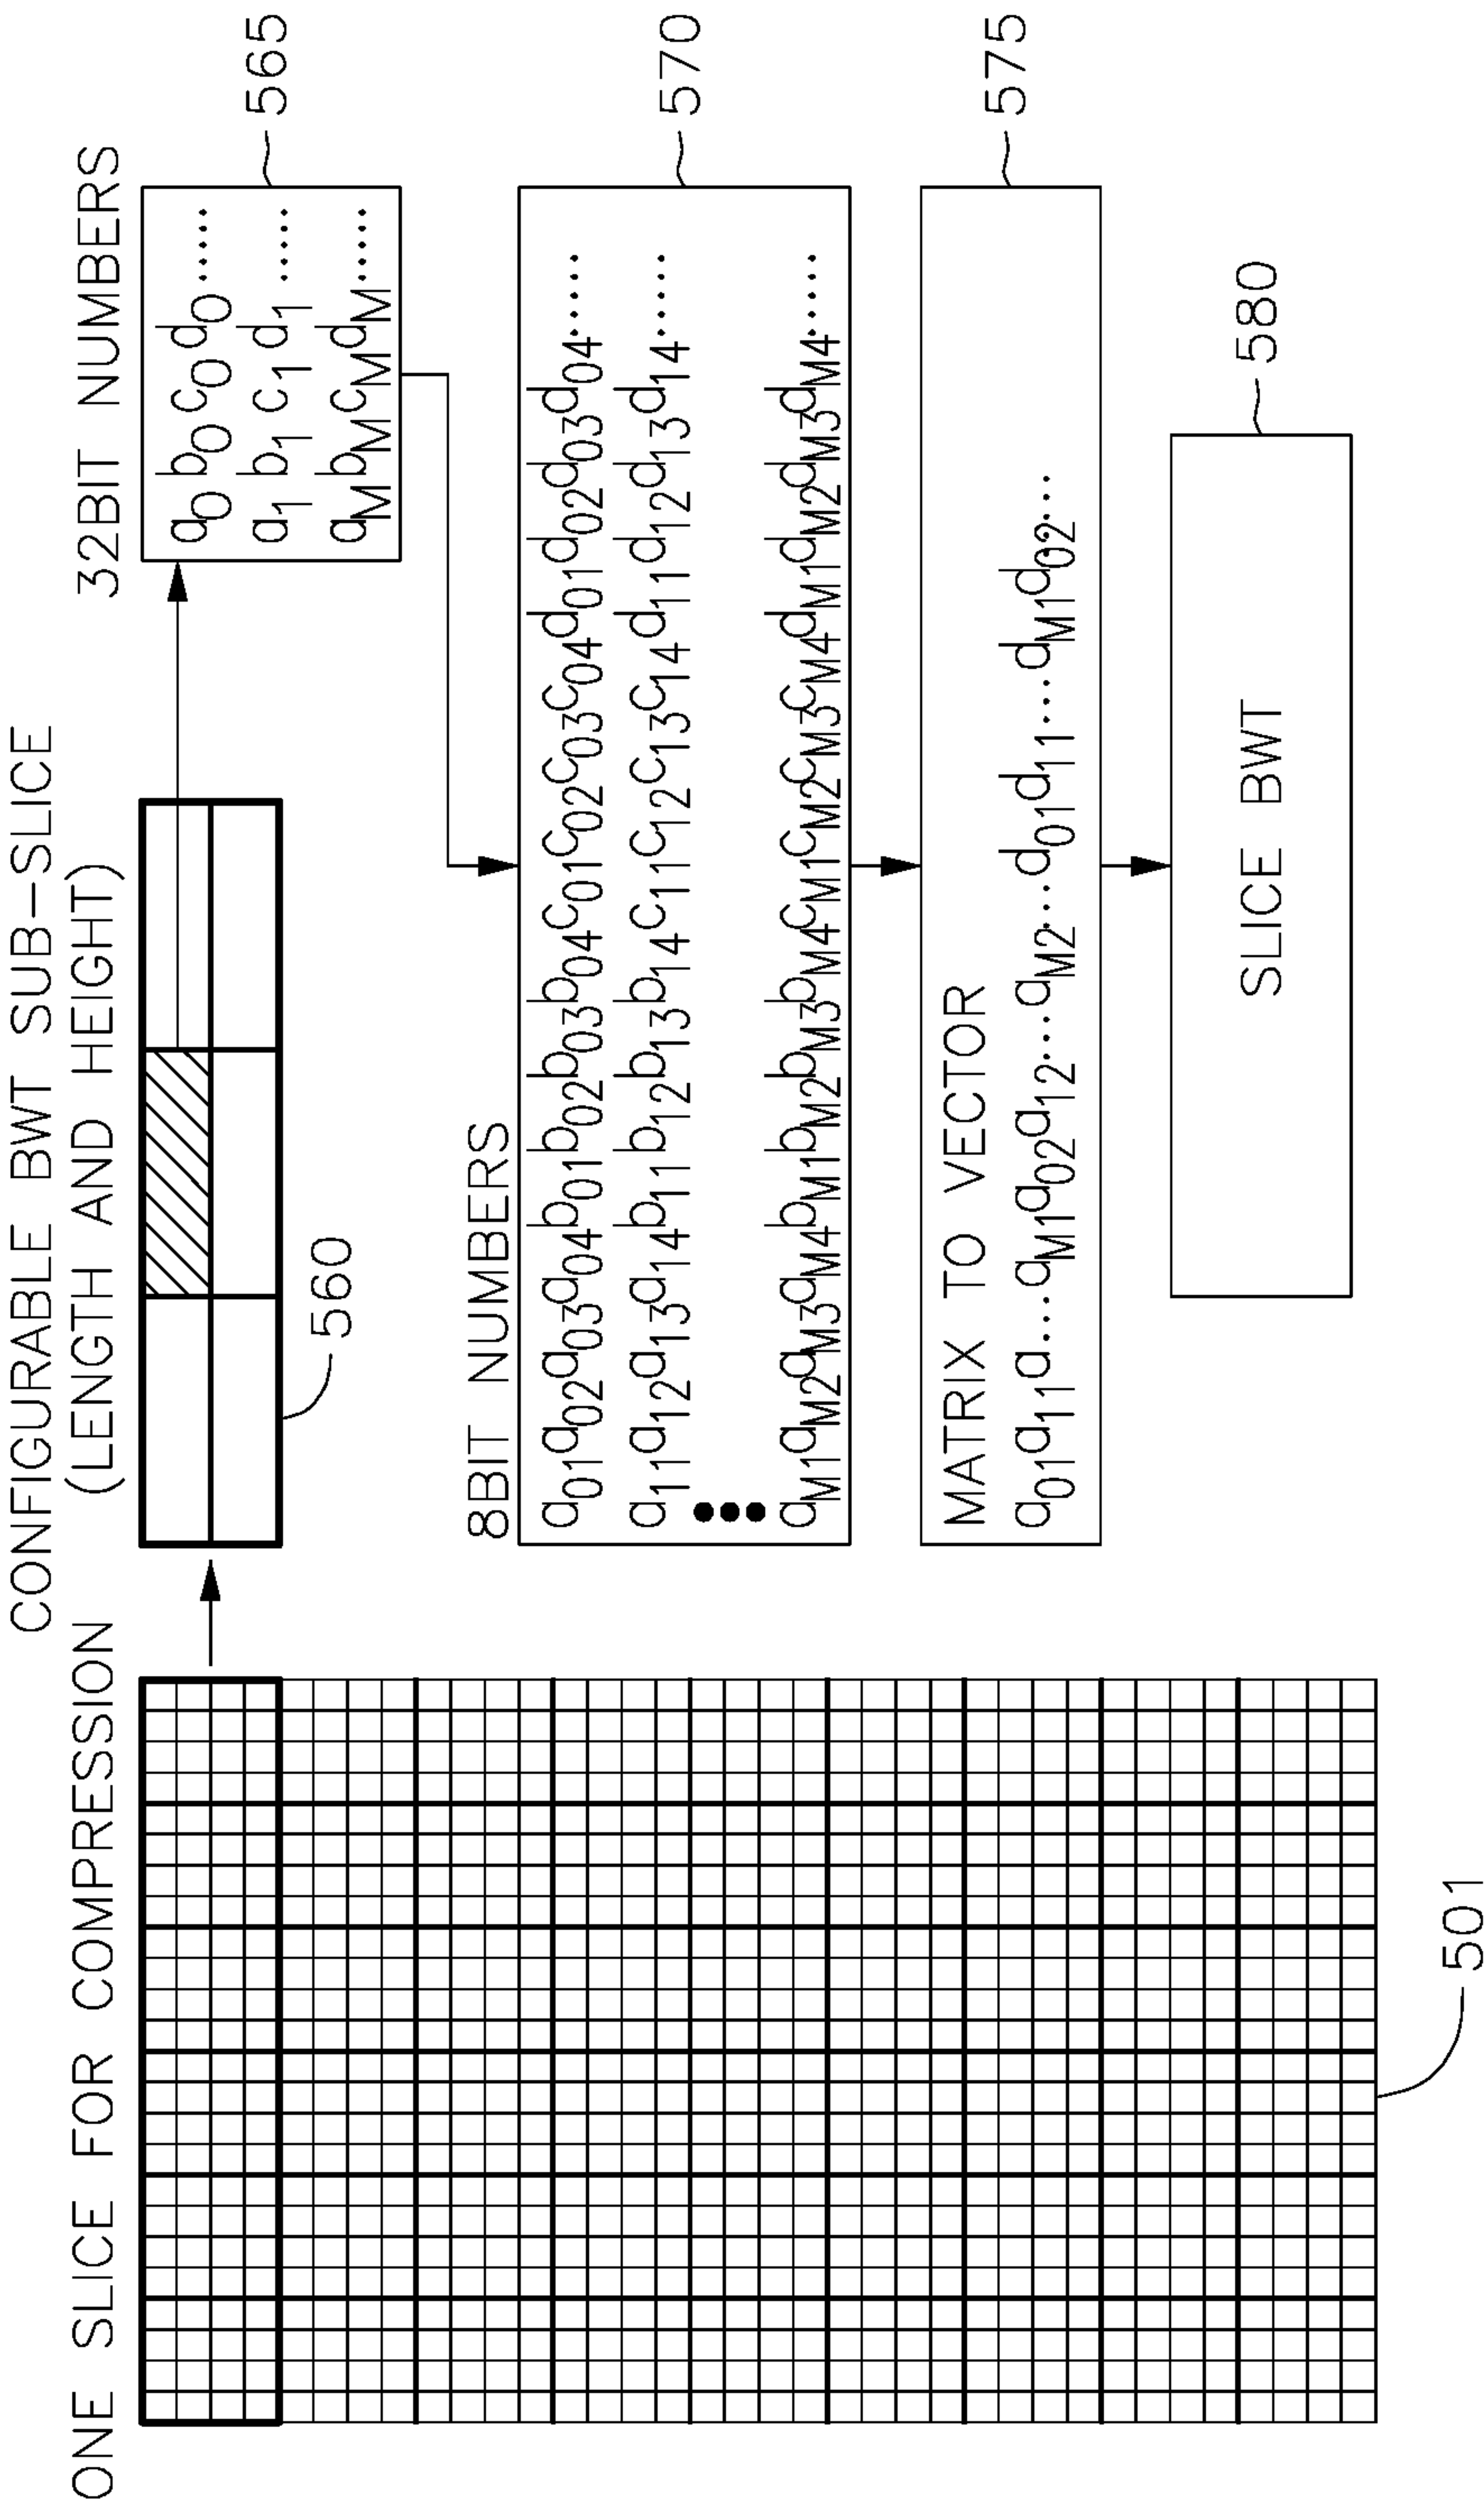 ONE SLICE FOR COMPRESSION
501
CONFIGURABLE BWT SUB-SLICE
(LENGTH AND HEIGHT)
560
32BIT NUMBERS
a0 b0 c0 d0 .....
a1 b1 c1 d1 .....
aM bM cM dM .....
565
8BIT NUMBERS
a01a02a03a04b01b02b03b04c01c02c03c04d01d02d03d04.....
a11a12a13a14b11b12b13b14c11c12c13c14d11d12d13d14.....
aM1aM2aM3aM4bM1bM2bM3bM4cM1cM2cM3cM4dM1dM2dM3dM4.....
570
MATRIX TO VECTOR
a01a11a...aM1a02a12...aM2...d01d11...dM1d02.....
575
SLICE BWT
580